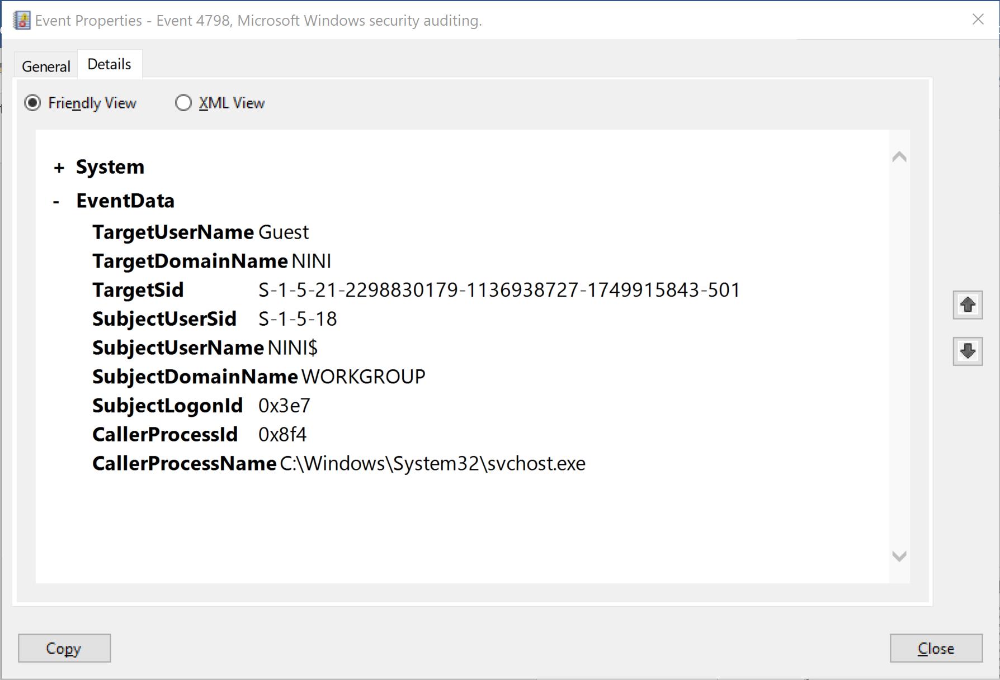 Event Properties - Event 4798, Microsoft Windows security auditing.
General Details
Friendly View XML View
+ System
- EventData
TargetUserName Guest
TargetDomainName NINI
TargetSid S-1-5-21-2298830179-1136938727-1749915843-501
SubjectUserSid S-1-5-18
SubjectUserName NINI$
SubjectDomainName WORKGROUP
SubjectLogonId 0x3e7
CallerProcessId 0x8f4
CallerProcessName C:\Windows\System32\svchost.exe
Copy Close